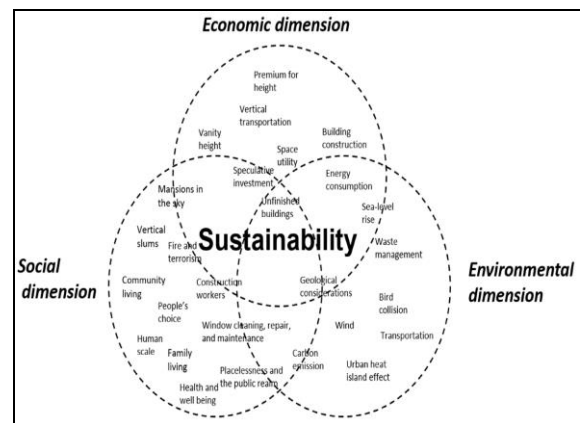 Economic dimension
Premium for
height
Vertical
transportation
Vanity
height
Building
construction
Space
utility
Speculative
investment
Energy
consumption
Mansions in
the sky
Unfinished
buildings
Sea-level
rise
Vertical
slums
Fire and
terrorism
Sustainability
Waste
management
Social
dimension
Environmental
dimension
Community
living
Construction
workers
Geological
considerations
People's
choice
Bird
collision
Window cleaning, repair,
and maintenance
Wind
Transportation
Human
scale
Family
living
Carbon
emission
Placelessness and
the public realm
Urban heat
island effect
Health and
well being